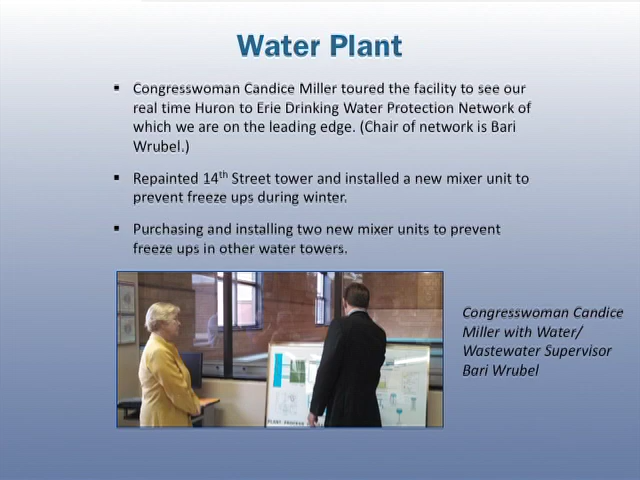 Water Plant
▪ Congresswoman Candice Miller toured the facility to see our
real time Huron to Erie Drinking Water Protection Network of
which we are on the leading edge. (Chair of network is Bari
Wrubel.)
▪ Repainted 14th Street tower and installed a new mixer unit to
prevent freeze ups during winter.
▪ Purchasing and installing two new mixer units to prevent
freeze ups in other water towers.
Congresswoman Candice
Miller with Water/
Wastewater Supervisor
Bari Wrubel
PLANT PROCESS